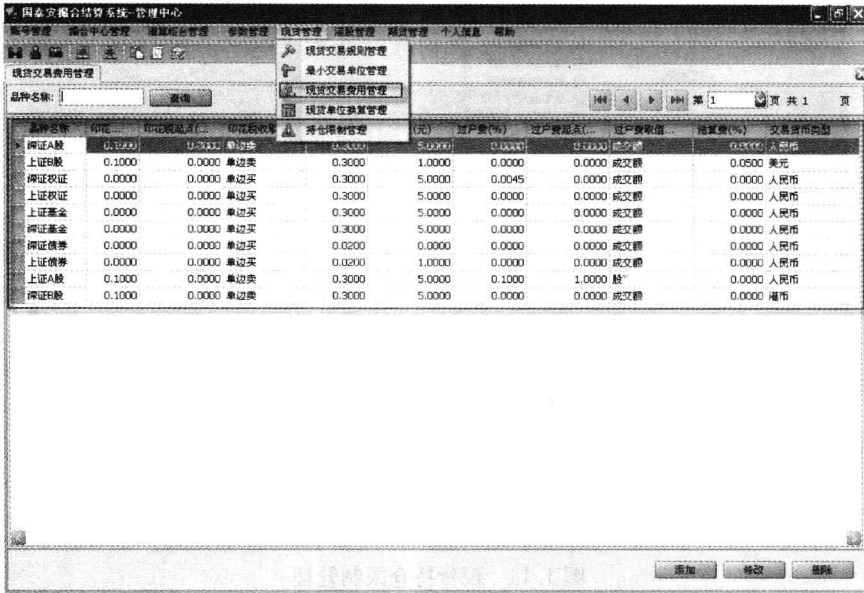 国泰安撮合结算系统-管理中心
账号管理 撮合中心管理 清算柜台管理 参数管理 现货管理 港股管理 期货管理 个人信息 帮助
现货交易规则管理
最小交易单位管理
现货交易费用管理
现货单位换算管理
持仓限制管理
现货交易费用管理
品种名称: 查询 第 1 页 共 1 页
品种名称 印花... 印花税起点(... 印花税收取 (元) 过户费(%) 过户费起点(... 过户费取值... 结算费(%) 交易货币类型
深证A股 0.1000 0.0000 单边卖 0.3000 5.0000 0.0000 0.0000 成交额 0.0000 人民币
上证B股 0.1000 0.0000 单边卖 0.3000 1.0000 0.0000 0.0000 成交额 0.0500 美元
深证权证 0.0000 0.0000 单边买 0.3000 5.0000 0.0045 0.0000 成交额 0.0000 人民币
上证权证 0.0000 0.0000 单边买 0.3000 5.0000 0.0000 0.0000 成交额 0.0000 人民币
上证基金 0.0000 0.0000 单边买 0.3000 5.0000 0.0000 0.0000 成交额 0.0000 人民币
深证基金 0.0000 0.0000 单边买 0.3000 5.0000 0.0000 0.0000 成交额 0.0000 人民币
深证债券 0.0000 0.0000 单边买 0.0200 0.0000 0.0000 0.0000 成交额 0.0000 人民币
上证债券 0.0000 0.0000 单边买 0.0200 1.0000 0.0000 0.0000 成交额 0.0000 人民币
上证A股 0.1000 0.0000 单边卖 0.3000 5.0000 0.1000 1.0000 股 0.0000 人民币
深证B股 0.1000 0.0000 单边卖 0.3000 5.0000 0.0000 0.0000 成交额 0.0000 港币
添加 修改 删除